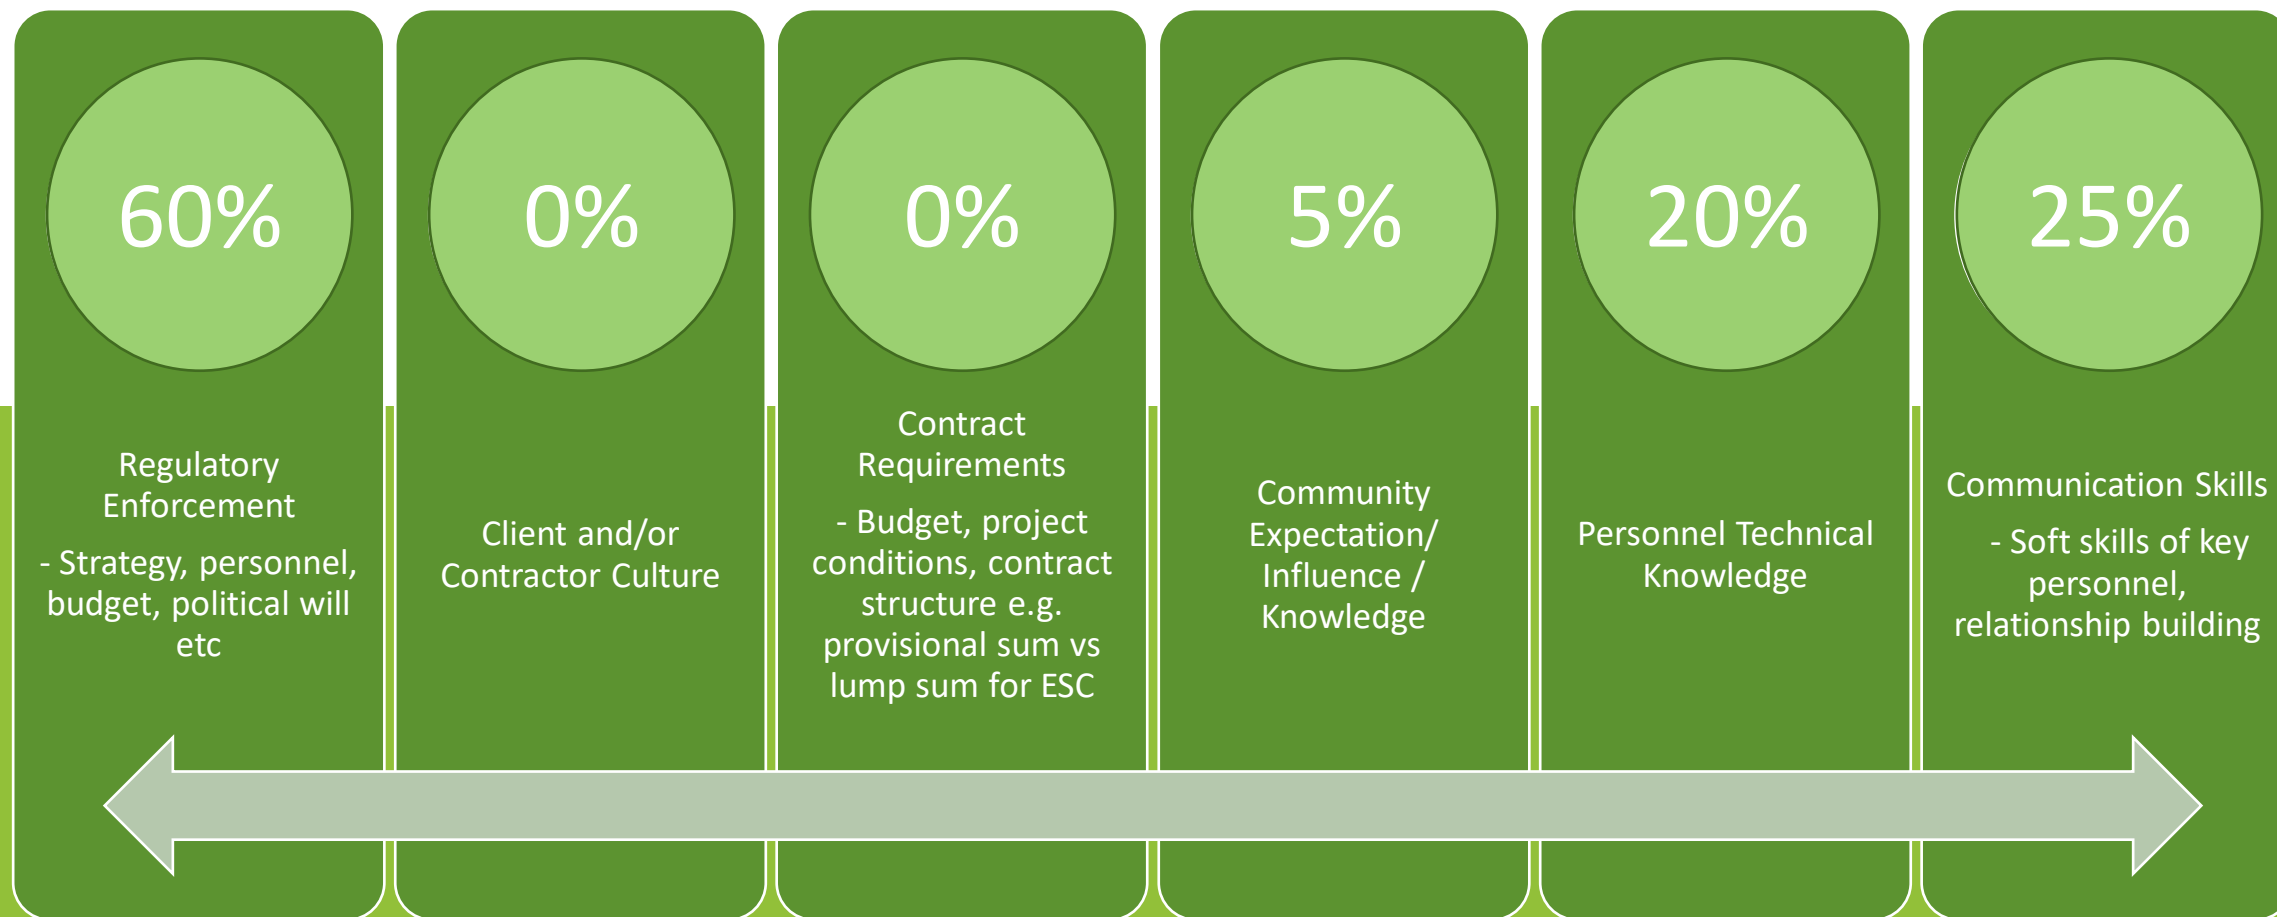 60%
Regulatory
Enforcement
- Strategy, personnel,
budget, political will
etc
0%
Client and/or
Contractor Culture
0%
Contract
Requirements
- Budget, project
conditions, contract
structure e.g.
provisional sum vs
lump sum for ESC
5%
Community
Expectation/
Influence /
Knowledge
20%
Personnel Technical
Knowledge
25%
Communication Skills
- Soft skills of key
personnel,
relationship building